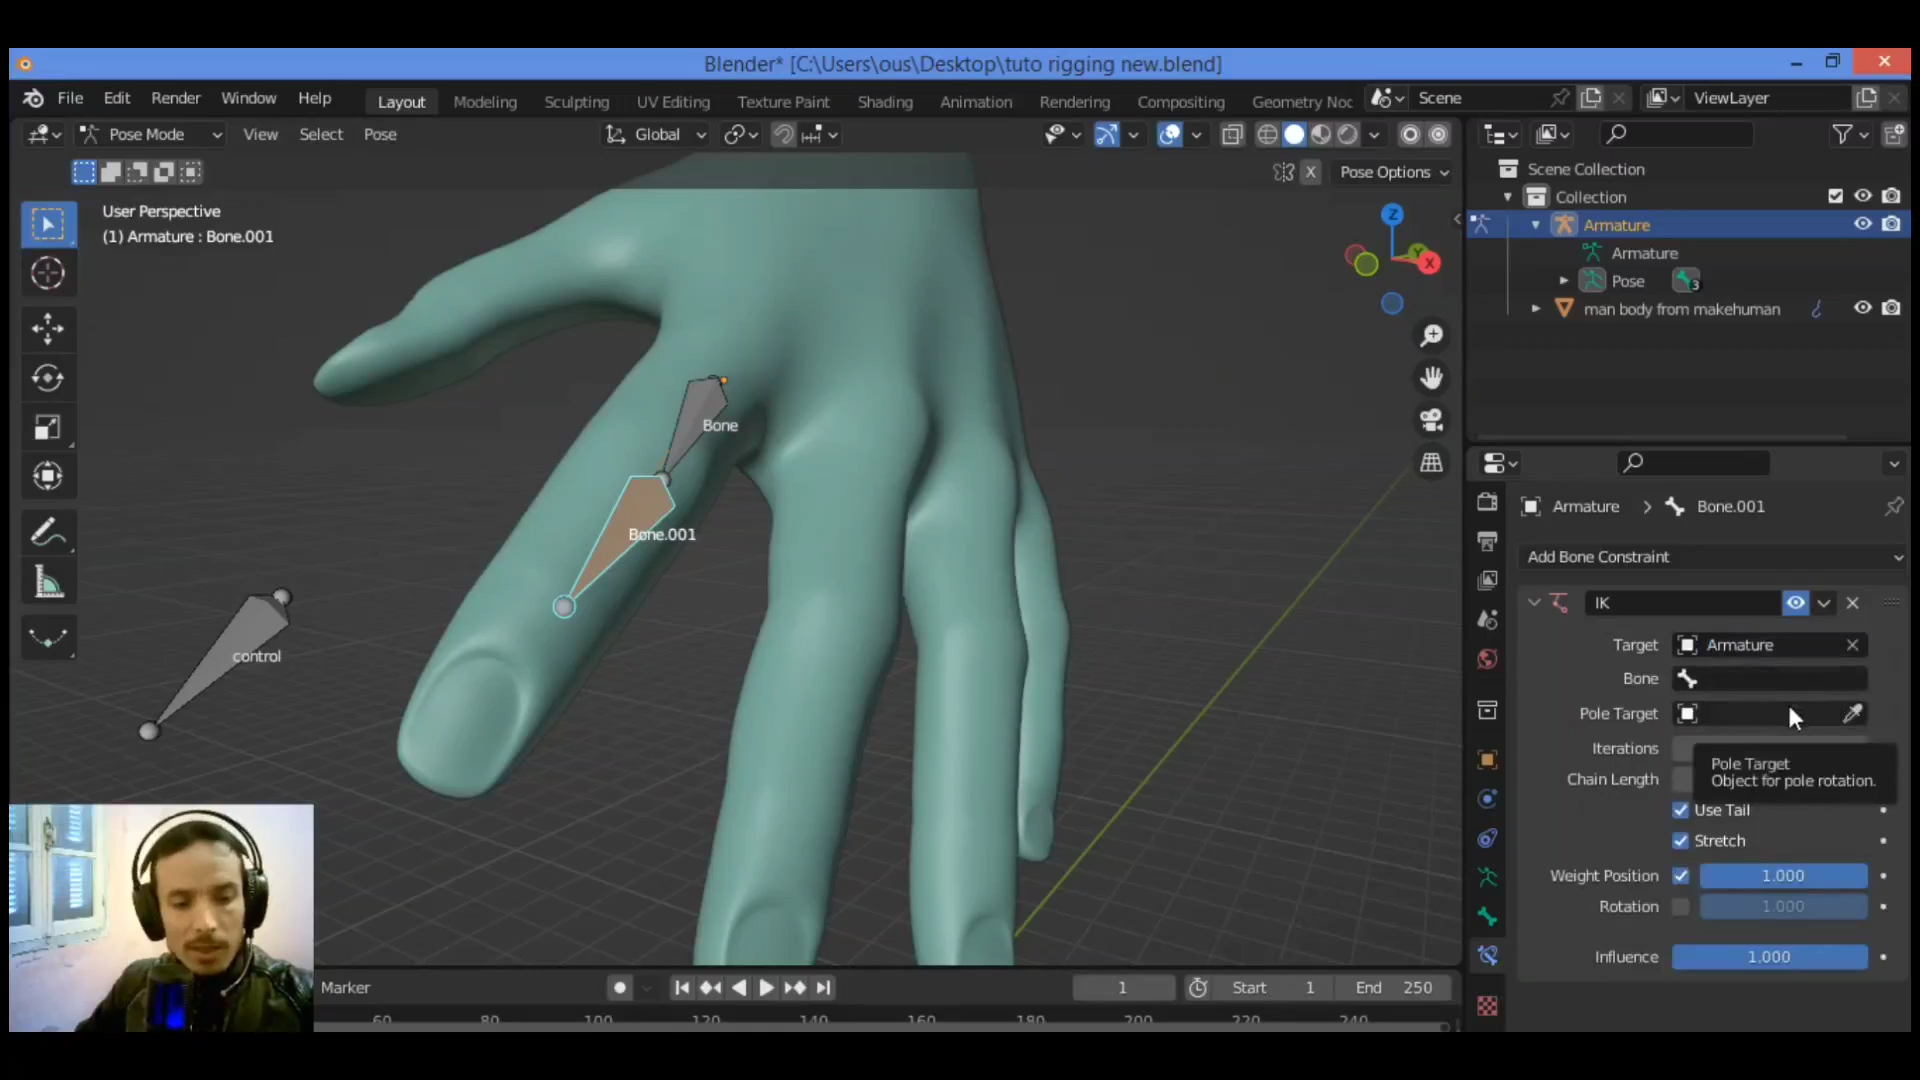 Blender* [C:\Users\ous\Desktop\tuto rigging new.blend]
File Edit Render Window Help
Layout Modeling Sculpting UV Editing Texture Paint Shading Animation Rendering Compositing Geometry Noc
Scene
ViewLayer
Pose Mode View Select Pose
Global
X Pose Options
User Perspective
(1) Armature : Bone.001
Z
Y
X
Bone
Bone.001
control
Scene Collection
Collection
Armature
Armature
Pose 3
man body from makehuman
Armature > Bone.001
Add Bone Constraint
IK
Target Armature
Bone
Pole Target
Iterations
Chain Length
Pole Target
Object for pole rotation.
Use Tail
Stretch
Weight Position 1.000
Rotation 1.000
Influence 1.000
Marker
1
Start 1
End 250
60 80 100 120 140 160 180 200 220 240